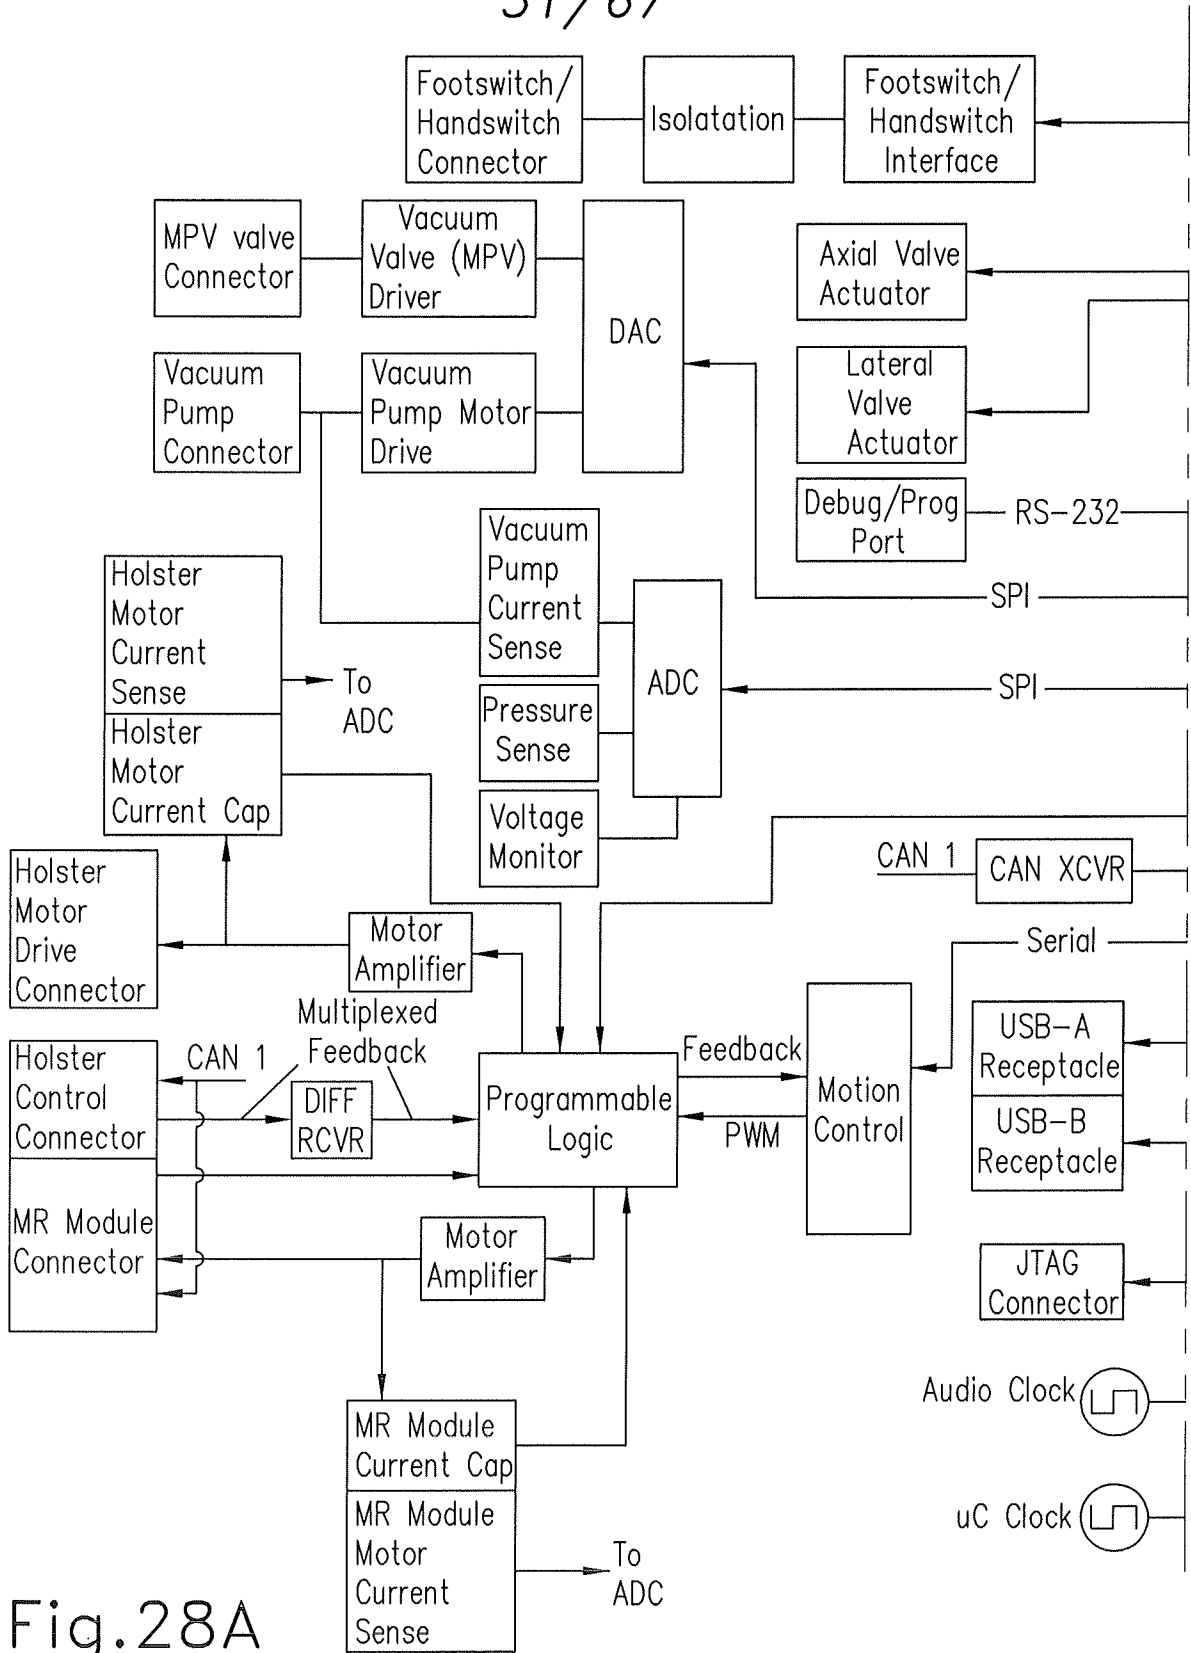 Footswitch/
Handswitch
Connector
Isolatation
Footswitch/
Handswitch
Interface
MPV valve
Connector
Vacuum
Valve (MPV)
Driver
DAC
Axial Valve
Actuator
Vacuum
Pump
Connector
Vacuum
Pump Motor
Drive
Lateral
Valve
Actuator
Debug/Prog
Port
RS-232
SPI
Vacuum
Pump
Current
Sense
ADC
SPI
Holster
Motor
Current
Sense
To
ADC
Pressure
Sense
Holster
Motor
Current Cap
Voltage
Monitor
CAN 1
CAN XCVR
Holster
Motor
Drive
Connector
Motor
Amplifier
Serial
Multiplexed
Feedback
Holster
Control
Connector
CAN 1
DIFF
RCVR
Programmable
Logic
Feedback
PWM
Motion
Control
USB-A
Receptacle
USB-B
Receptacle
MR Module
Connector
Motor
Amplifier
JTAG
Connector
Audio Clock
MR Module
Current Cap
uC Clock
MR Module
Motor
Current
Sense
To
ADC
Fig.28A